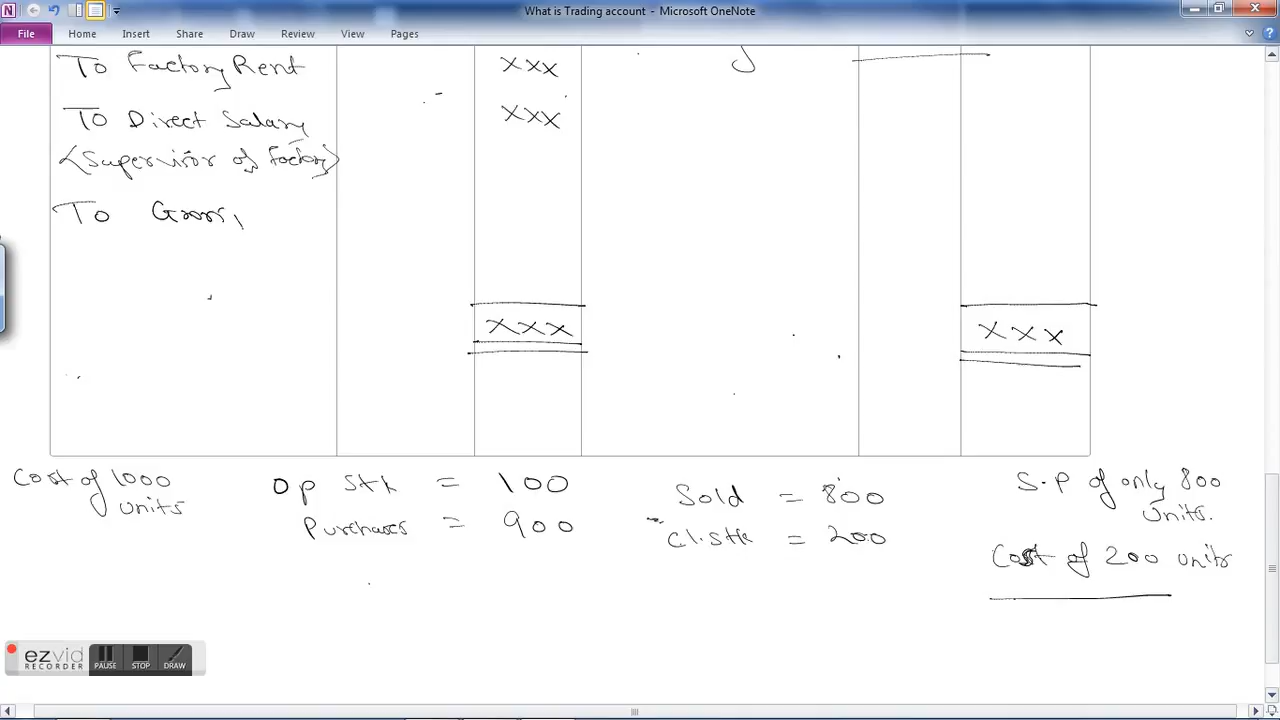 What is Trading account - Microsoft OneNote
File Home Insert Share Draw Review View Pages
To Factory Rent xxx
To Direct Salary xxx
(Supervisor of Factory)
To Gross
xxx xxx
Cost of 1000
units
Op Stk = 100
Purchases = 900
Sold = 800
Cl.Stk = 200
S.P of only 800
Units.
Cost of 200 units
ezvid
RECORDER
PAUSE STOP DRAW